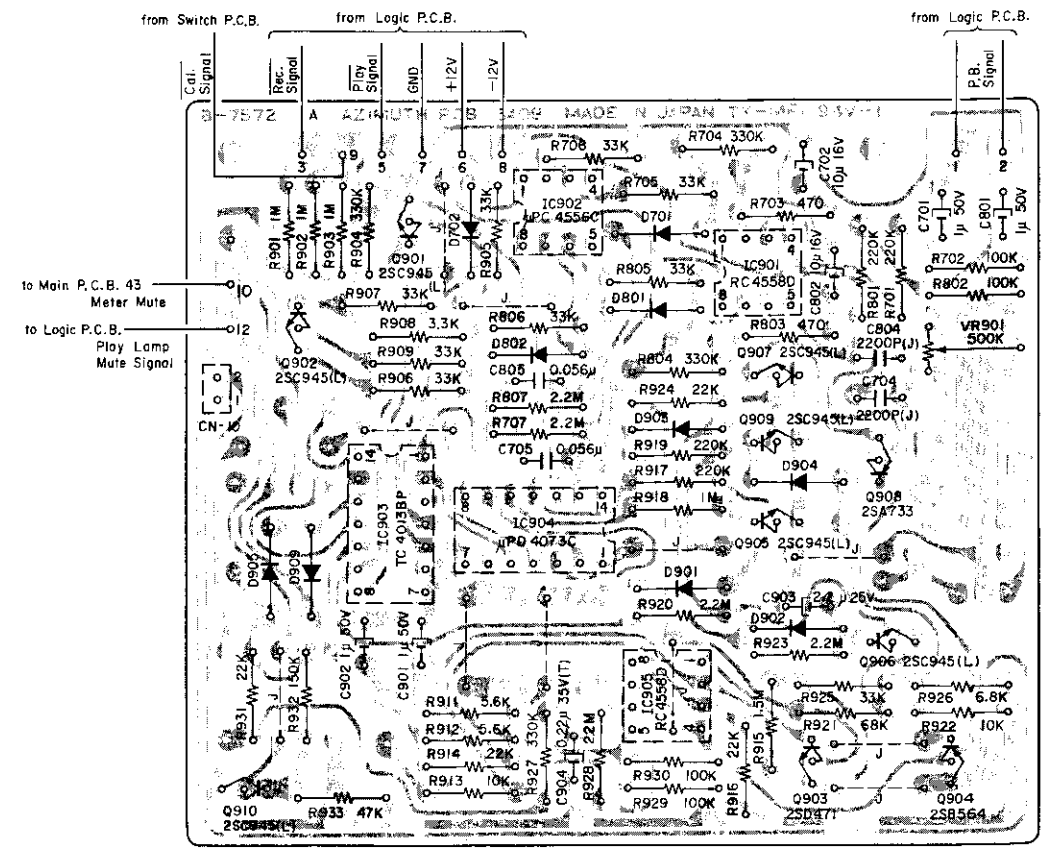 from Switch P.C.B.
from Logic P.C.B.
from Logic P.C.B.
Cal. Signal
Rec. Signal
Play Signal
GND
+12V
-12V
P.B. Signal
AZIMUTH PCB
MADE IN JAPAN
3 9 5 7 6 8
1 2
R706 33K
R704 330K
C702 10μ 16V
IC902
μPC 4556C
R705 33K
D701
R703 470
C701 1μ 50V
C801 1μ 50V
R901 1M
R902 1M
R903 1M
R904 330K
Q901
2SC945
(L)
J
D702
R905 33K
IC901
RC4558D
C802 10μ 16V
R801 220K
R701 220K
R702 100K
R802 100K
to Main P.C.B. 43
Meter Mute
10
R805 33K
D801
R907 33K
J
to Logic P.C.B.
Play Lamp
Mute Signal
12
R908 3.3K
R806 33K
R803 470
C804
2200P(J)
VR901
500K
Q902
2SC945(L)
R909 33K
D802
R804 330K
Q907 2SC945(L)
R906 33K
C805 0.056μ
R924 22K
C704
2200P(J)
CN-10
R807 2.2M
D903
Q909 2SC945(L)
J
R707 2.2M
R919 220K
C705 0.056μ
R917 220K
D904
Q908
2SA733
R918 1M
IC903
TC 4013BP
IC904
μPD 4073C
Q905 2SC945(L)
J
J
D905
D909
D901
C903 2.2μ 25V
R920 2.2M
D902
R923 2.2M
C902 1μ 50V
C901 1μ 50V
Q906 2SC945(L)
R931 22K
J
R932 150K
IC905
RC4558D
J
R911 5.6K
R912 5.6K
R914 22K
R913 10K
R927 330K
C904 0.22μ 35V(T)
R928 2.2M
R930 100K
R929 100K
R916 22K
R915 1.5M
R925 33K
R921 68K
R926 6.8K
R922 10K
J
J
Q910
2SC945(L)
R933 47K
Q903
2SD471
Q904
2SB564